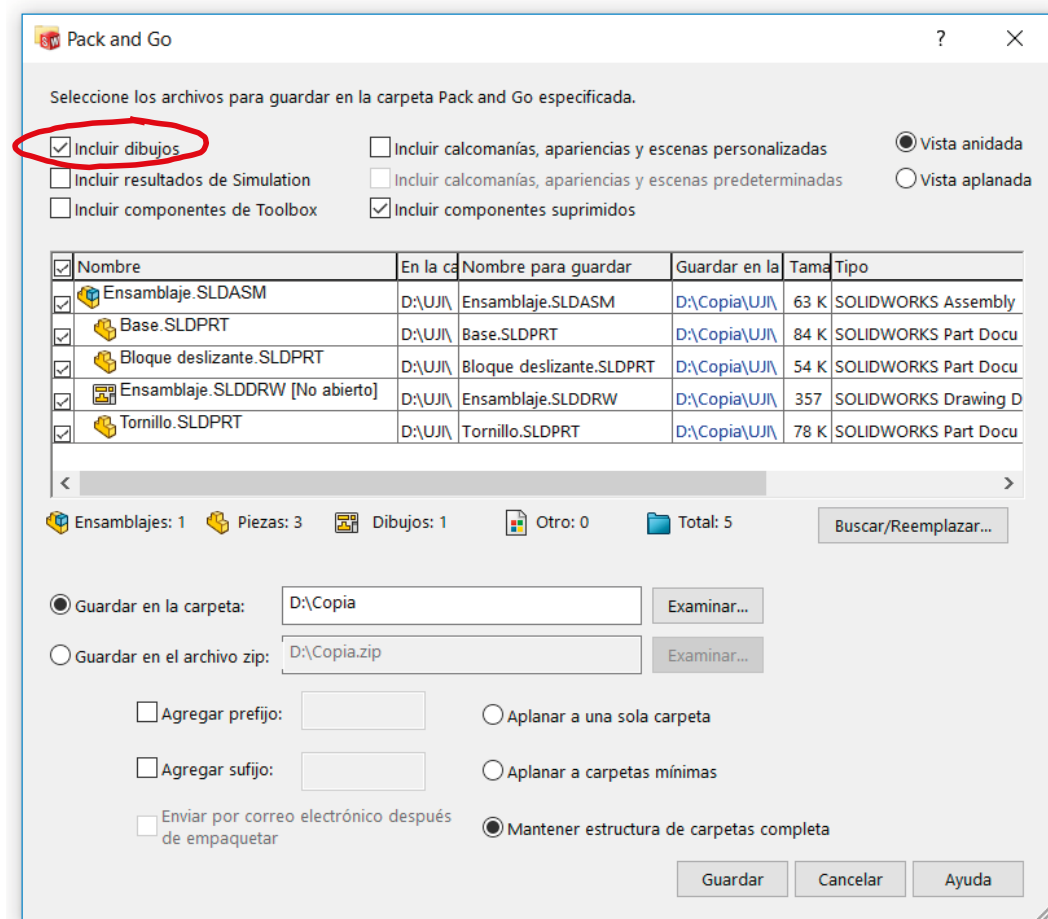 Pack and Go
?
Seleccione los archivos para guardar en la carpeta Pack and Go especificada.
Incluir dibujos
Incluir calcomanías, apariencias y escenas personalizadas
Vista anidada
Incluir resultados de Simulation
Incluir calcomanías, apariencias y escenas predeterminadas
Vista aplanada
Incluir componentes de Toolbox
Incluir componentes suprimidos
Nombre En la ca Nombre para guardar Guardar en la Tama Tipo
Ensamblaje.SLDASM D:\UJI\ Ensamblaje.SLDASM D:\Copia\UJI\ 63 K SOLIDWORKS Assembly
Base.SLDPRT D:\UJI\ Base.SLDPRT D:\Copia\UJI\ 84 K SOLIDWORKS Part Docu
Bloque deslizante.SLDPRT D:\UJI\ Bloque deslizante.SLDPRT D:\Copia\UJI\ 54 K SOLIDWORKS Part Docu
Ensamblaje.SLDDRW [No abierto] D:\UJI\ Ensamblaje.SLDDRW D:\Copia\UJI\ 357 SOLIDWORKS Drawing D
Tornillo.SLDPRT D:\UJI\ Tornillo.SLDPRT D:\Copia\UJI\ 78 K SOLIDWORKS Part Docu
Ensamblajes: 1 Piezas: 3 Dibujos: 1 Otro: 0 Total: 5
Buscar/Reemplazar...
Guardar en la carpeta: D:\Copia Examinar...
Guardar en el archivo zip: D:\Copia.zip Examinar...
Agregar prefijo:
Aplanar a una sola carpeta
Agregar sufijo:
Aplanar a carpetas mínimas
Enviar por correo electrónico después
de empaquetar
Mantener estructura de carpetas completa
Guardar Cancelar Ayuda